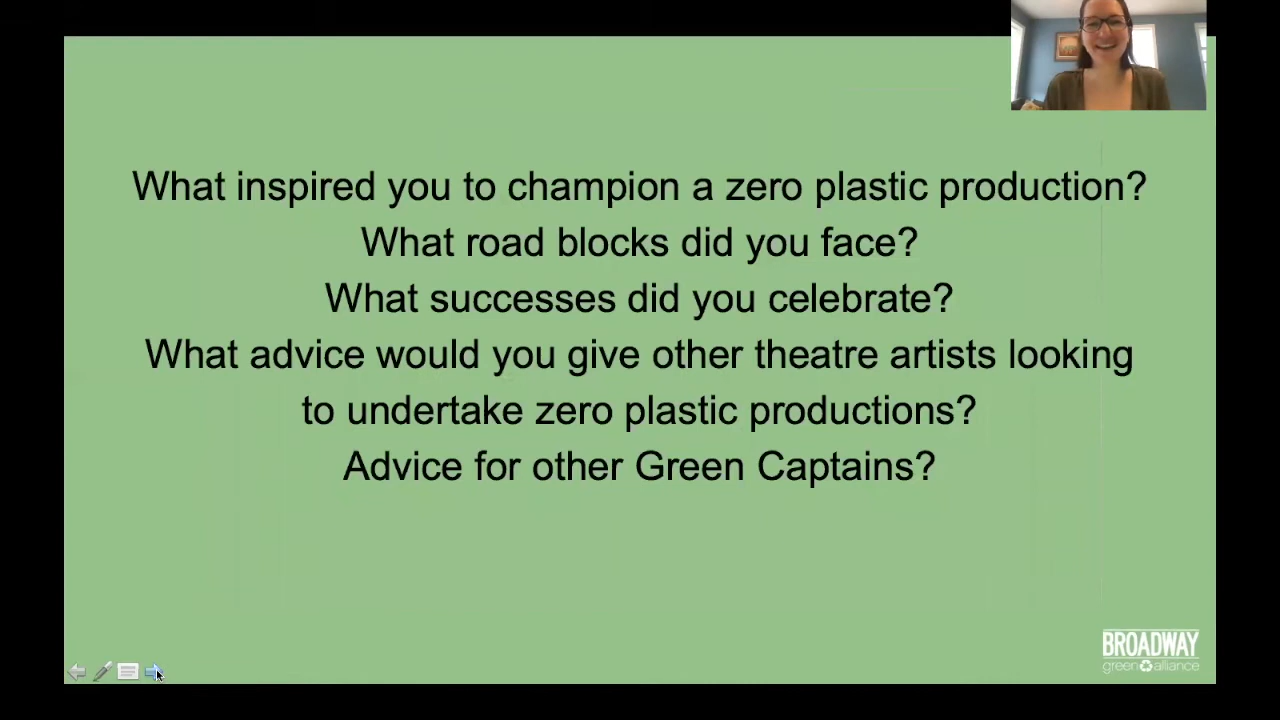 What inspired you to champion a zero plastic production?
What road blocks did you face?
What successes did you celebrate?
What advice would you give other theatre artists looking
to undertake zero plastic productions?
Advice for other Green Captains?
BROADWAY
green alliance